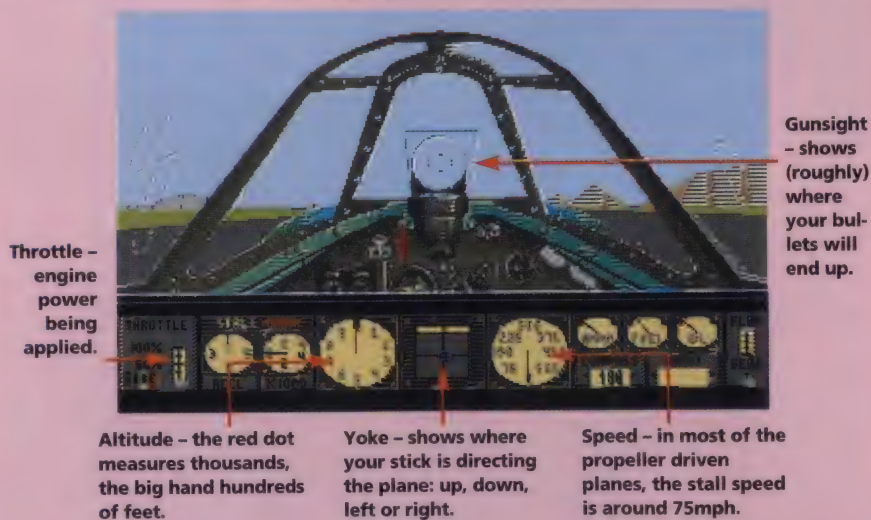 Gunsight
– shows
(roughly)
where
your bul-
lets will
end up.
Throttle –
engine
power
being
applied.
THROTTLE
100%
X1000
180
Altitude – the red dot
measures thousands,
the big hand hundreds
of feet.
Yoke – shows where
your stick is directing
the plane: up, down,
left or right.
Speed – in most of the
propeller driven
planes, the stall speed
is around 75mph.